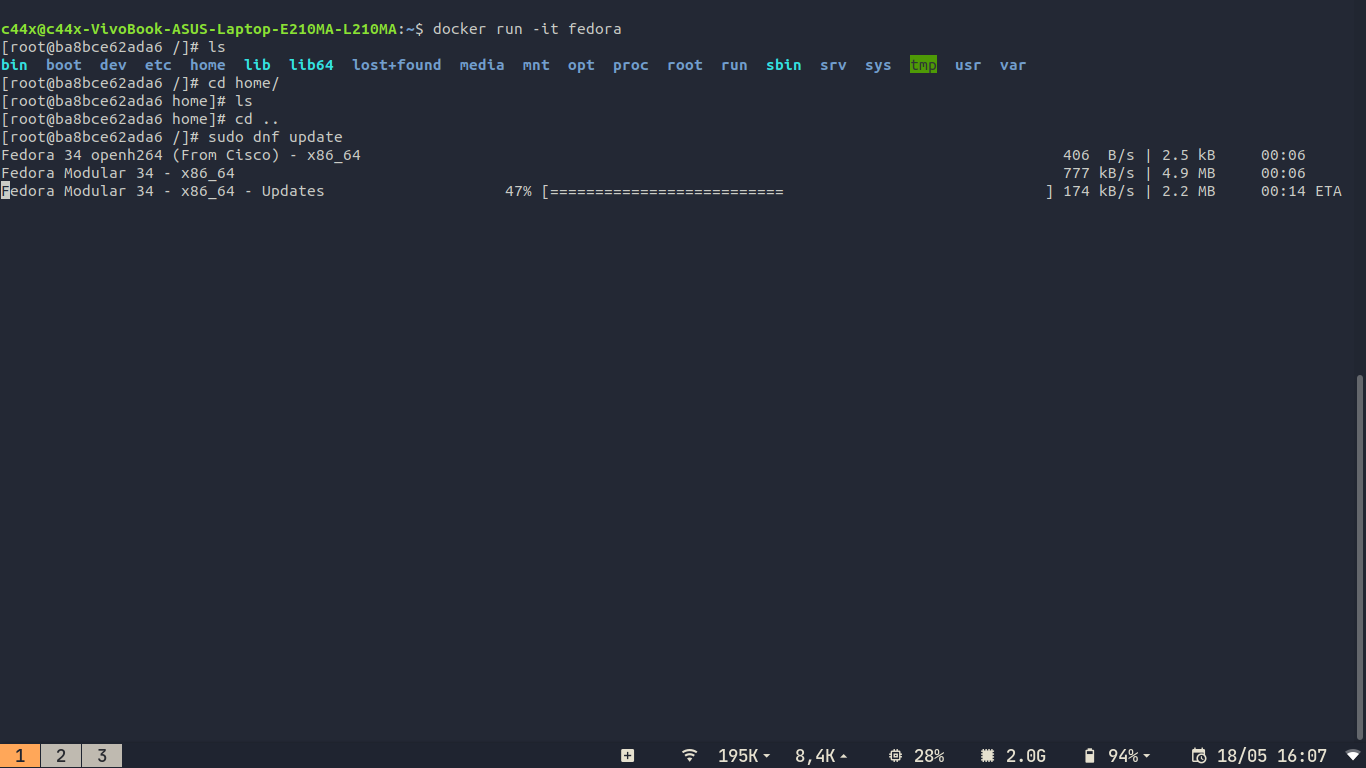 c44x@c44x-VivoBook-ASUS-Laptop-E210MA-L210MA:~$ docker run -it fedora
[root@ba8bce62ada6 /]# ls
bin  boot  dev  etc  home  lib  lib64  lost+found  media  mnt  opt  proc  root  run  sbin  srv  sys  tmp  usr  var
[root@ba8bce62ada6 /]# cd home/
[root@ba8bce62ada6 home]# ls
[root@ba8bce62ada6 home]# cd ..
[root@ba8bce62ada6 /]# sudo dnf update
Fedora 34 openh264 (From Cisco) - x86_64 406  B/s | 2.5 kB     00:06
Fedora Modular 34 - x86_64 777 kB/s | 4.9 MB     00:06
Fedora Modular 34 - x86_64 - Updates 47% [========================== ] 174 kB/s | 2.2 MB     00:14 ETA
1 2 3 195K 8,4K 28% 2.0G 94% 18/05 16:07